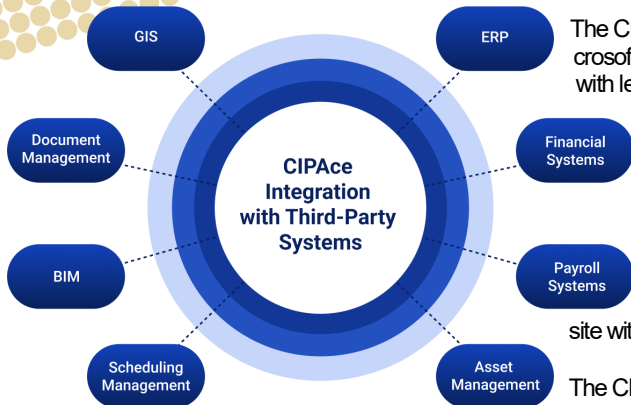 GIS
ERP
The C
crosof
with le
Document
Management
Financial
Systems
CIPAce
Integration
with Third-Party
Systems
BIM
Payroll
Systems
site wit
Scheduling
Management
Asset
Management
The CI